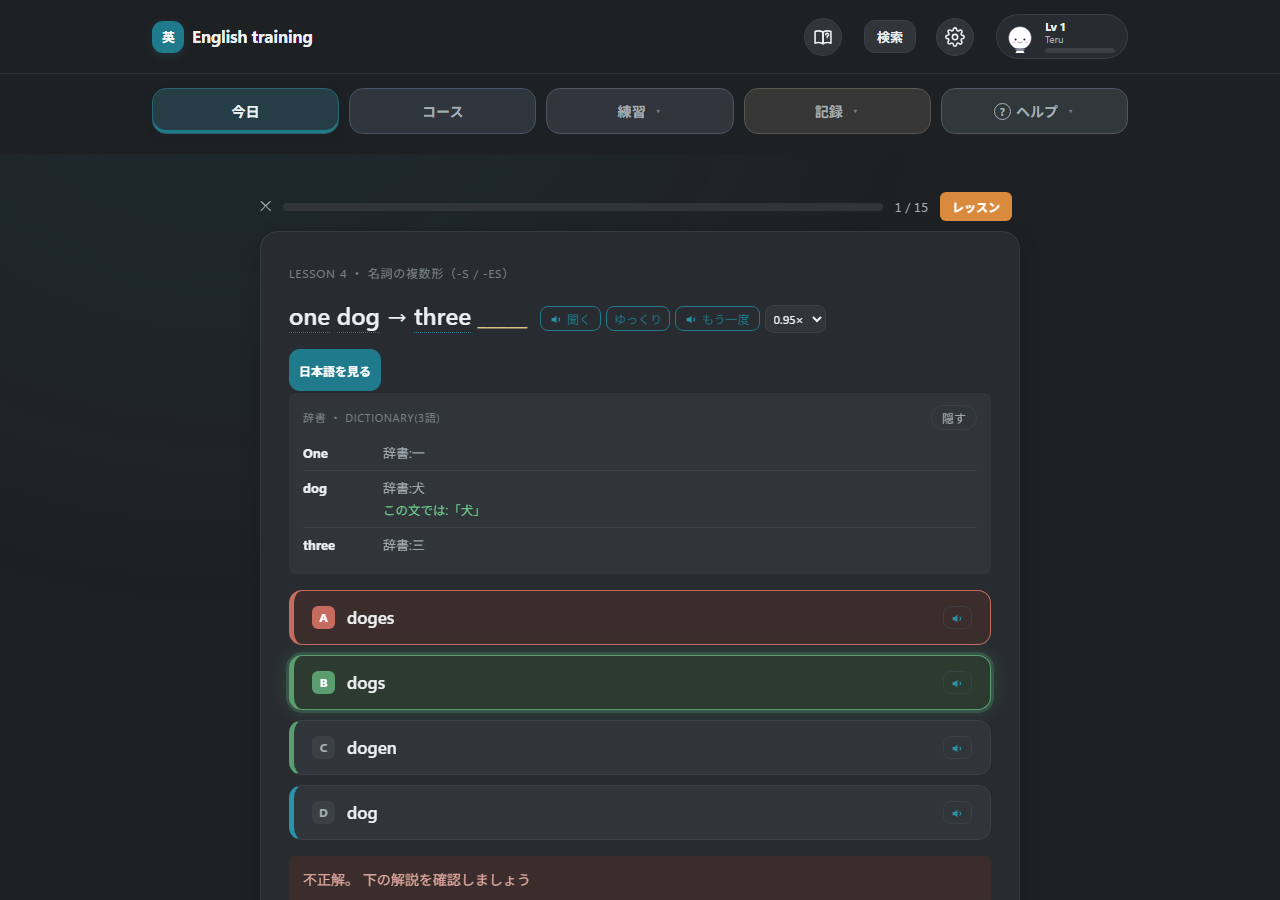 英 English training
検索
Lv 1
Teru
今日
コース
練習
記録
? ヘルプ
1 / 15
レッスン
LESSON 4 • 名詞の複数形（-S / -ES）
one dog → three _____
聞く
ゆっくり
もう一度
0.95×
日本語を見る
辞書 • DICTIONARY(3語)
隠す
One 辞書:一
dog 辞書:犬
この文では:「犬」
three 辞書:三
A doges
B dogs
C dogen
D dog
不正解。 下の解説を確認しましょう